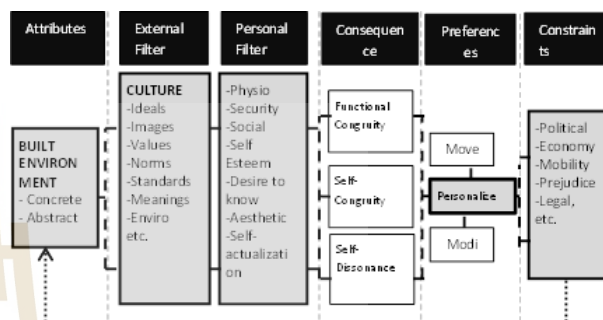 Attributes
External
Filter
Personal
Filter
Consequen
ce
Preferenc
es
Constrain
ts
BUILT
ENVIRON
MENT
- Concrete
- Abstract
CULTURE
-Ideals
-Images
-Values
-Norms
-Standards
-Meanings
-Enviro
etc.
-Physio
-Security
-Social
-Self
Esteem
-Desire to
know
-Aesthetic
-Self-
actualizati
on
Functional
Congruity
Self-
Congruity
Self-
Dissonance
Move
Personalize
Modi
-Political
-Economy
-Mobility
-Prejudice
-Legal,
etc.